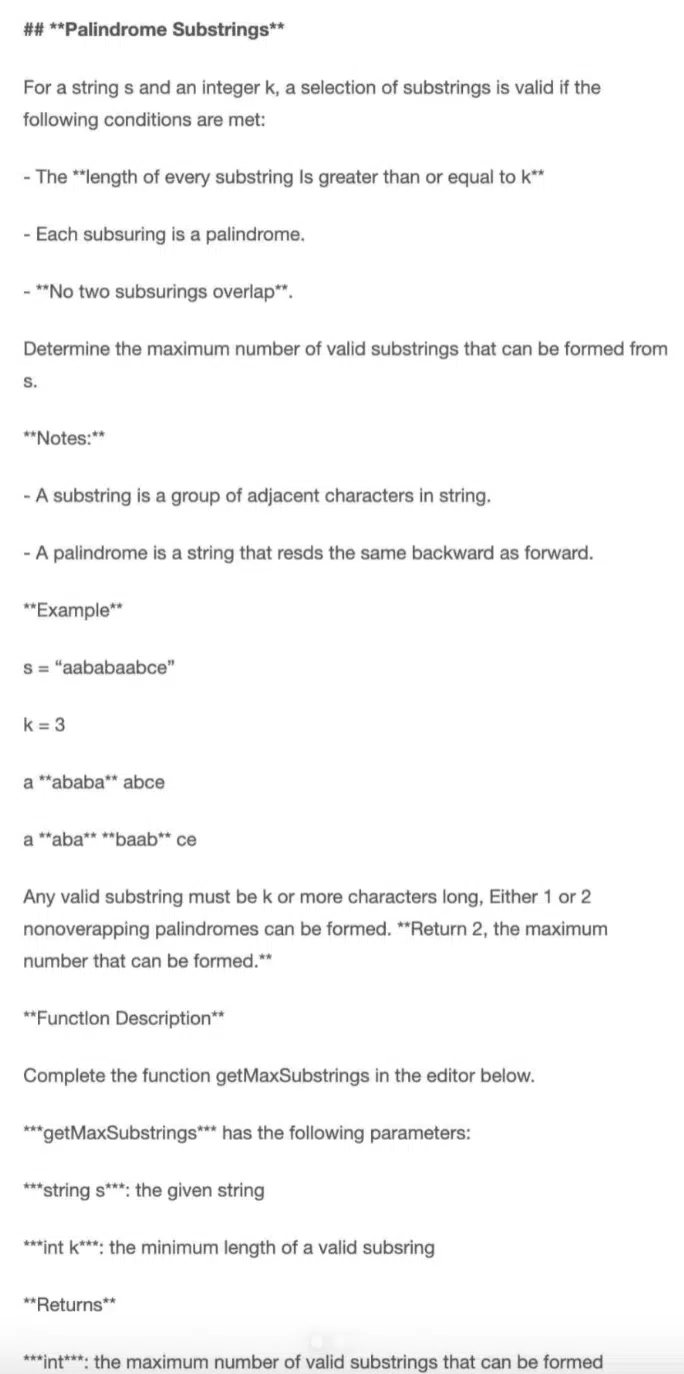 ## **Palindrome Substrings**
For a string s and an integer k, a selection of substrings is valid if the
following conditions are met:
- The **length of every substring Is greater than or equal to k**
- Each subsuring is a palindrome.
- **No two subsurings overlap**.
Determine the maximum number of valid substrings that can be formed from
s.
**Notes:**
- A substring is a group of adjacent characters in string.
- A palindrome is a string that resds the same backward as forward.
**Example**
s = “aababaabce”
k = 3
a **ababa** abce
a **aba** **baab** ce
Any valid substring must be k or more characters long, Either 1 or 2
nonoverapping palindromes can be formed. **Return 2, the maximum
number that can be formed.**
**Functlon Description**
Complete the function getMaxSubstrings in the editor below.
***getMaxSubstrings*** has the following parameters:
***string s***: the given string
***int k***: the minimum length of a valid subsring
**Returns**
***int***: the maximum number of valid substrings that can be formed